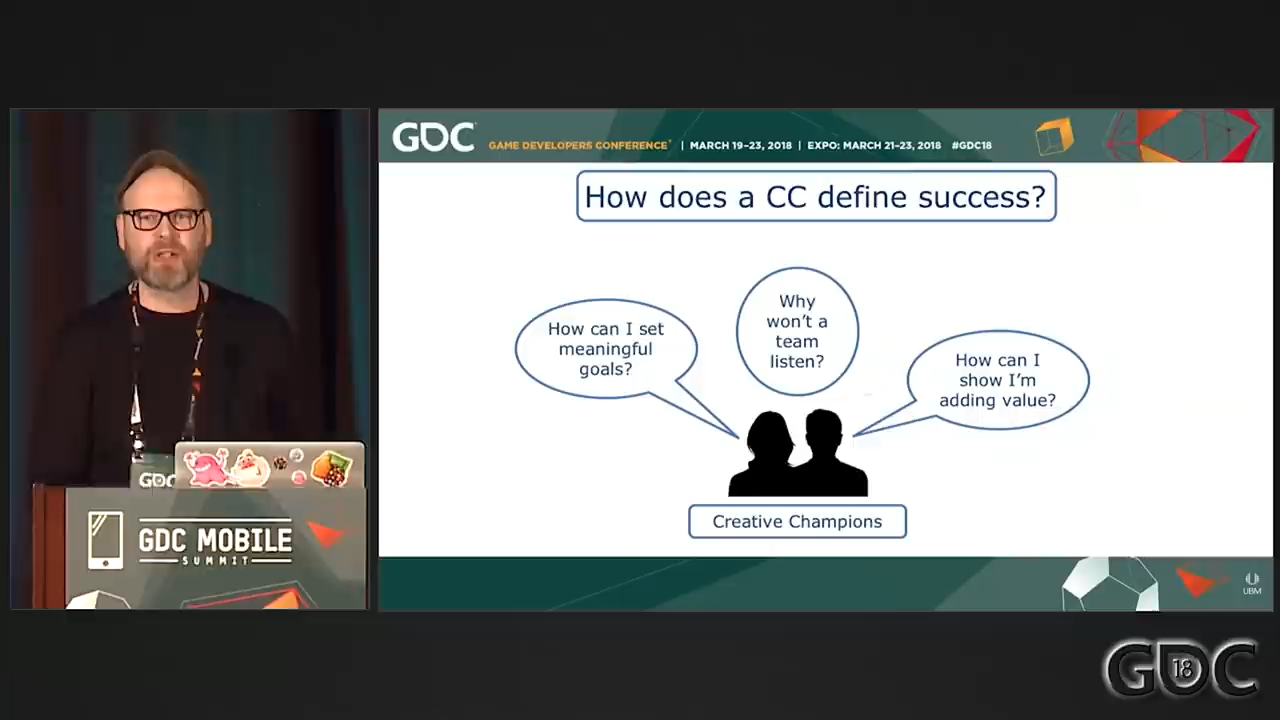 GDC
GAME DEVELOPERS CONFERENCE | MARCH 19–23, 2018 | EXPO: MARCH 21–23, 2018 #GDC18
How does a CC define success?
How can I set
meaningful
goals?
Why
won't a
team
listen?
How can I
show I'm
adding value?
Creative Champions
GDC
GDC MOBILE
SUMMIT
UBM
GDC
18